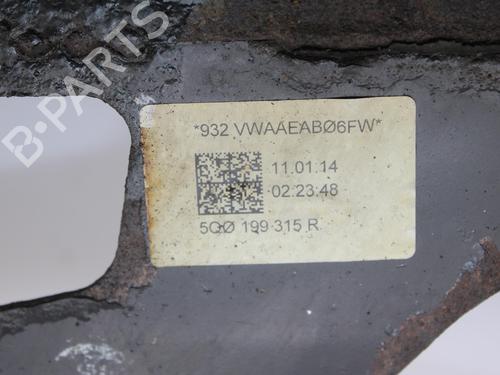 B-PARTS
*932 VWAAEABØ6FW*
11.01.14
02.23.48
5QØ 199 315 R